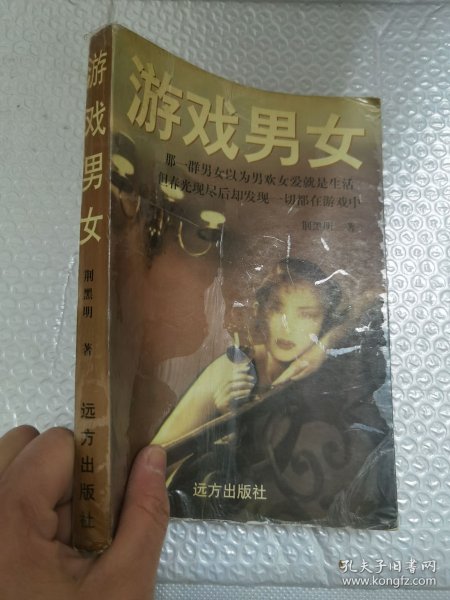 游戏男女
那一群男女以为男欢女爱就是生活
但春光现尽后却发现一切都在游戏中
荆黑明 著
远方出版社
游戏男女
荆黑明 著
远方出版社
孔夫子旧书网
www.kongfz.com